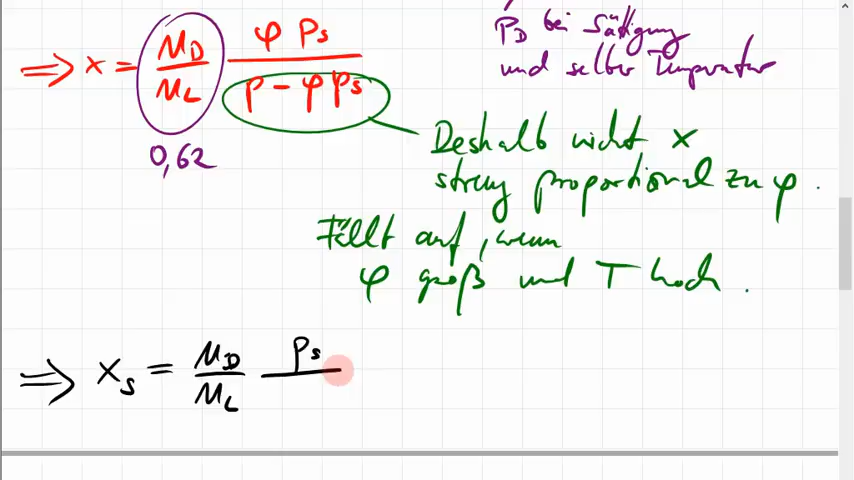 p_D bei Sättigung
und selber Temperatur
⟹ x = M_D/M_L · φ p_s / (p − φ p_s)
0,62
Deshalb nicht x
streng proportional zu φ.
Fällt auf, wenn
φ groß und T hoch.
⟹ x_s = M_D/M_L p_s